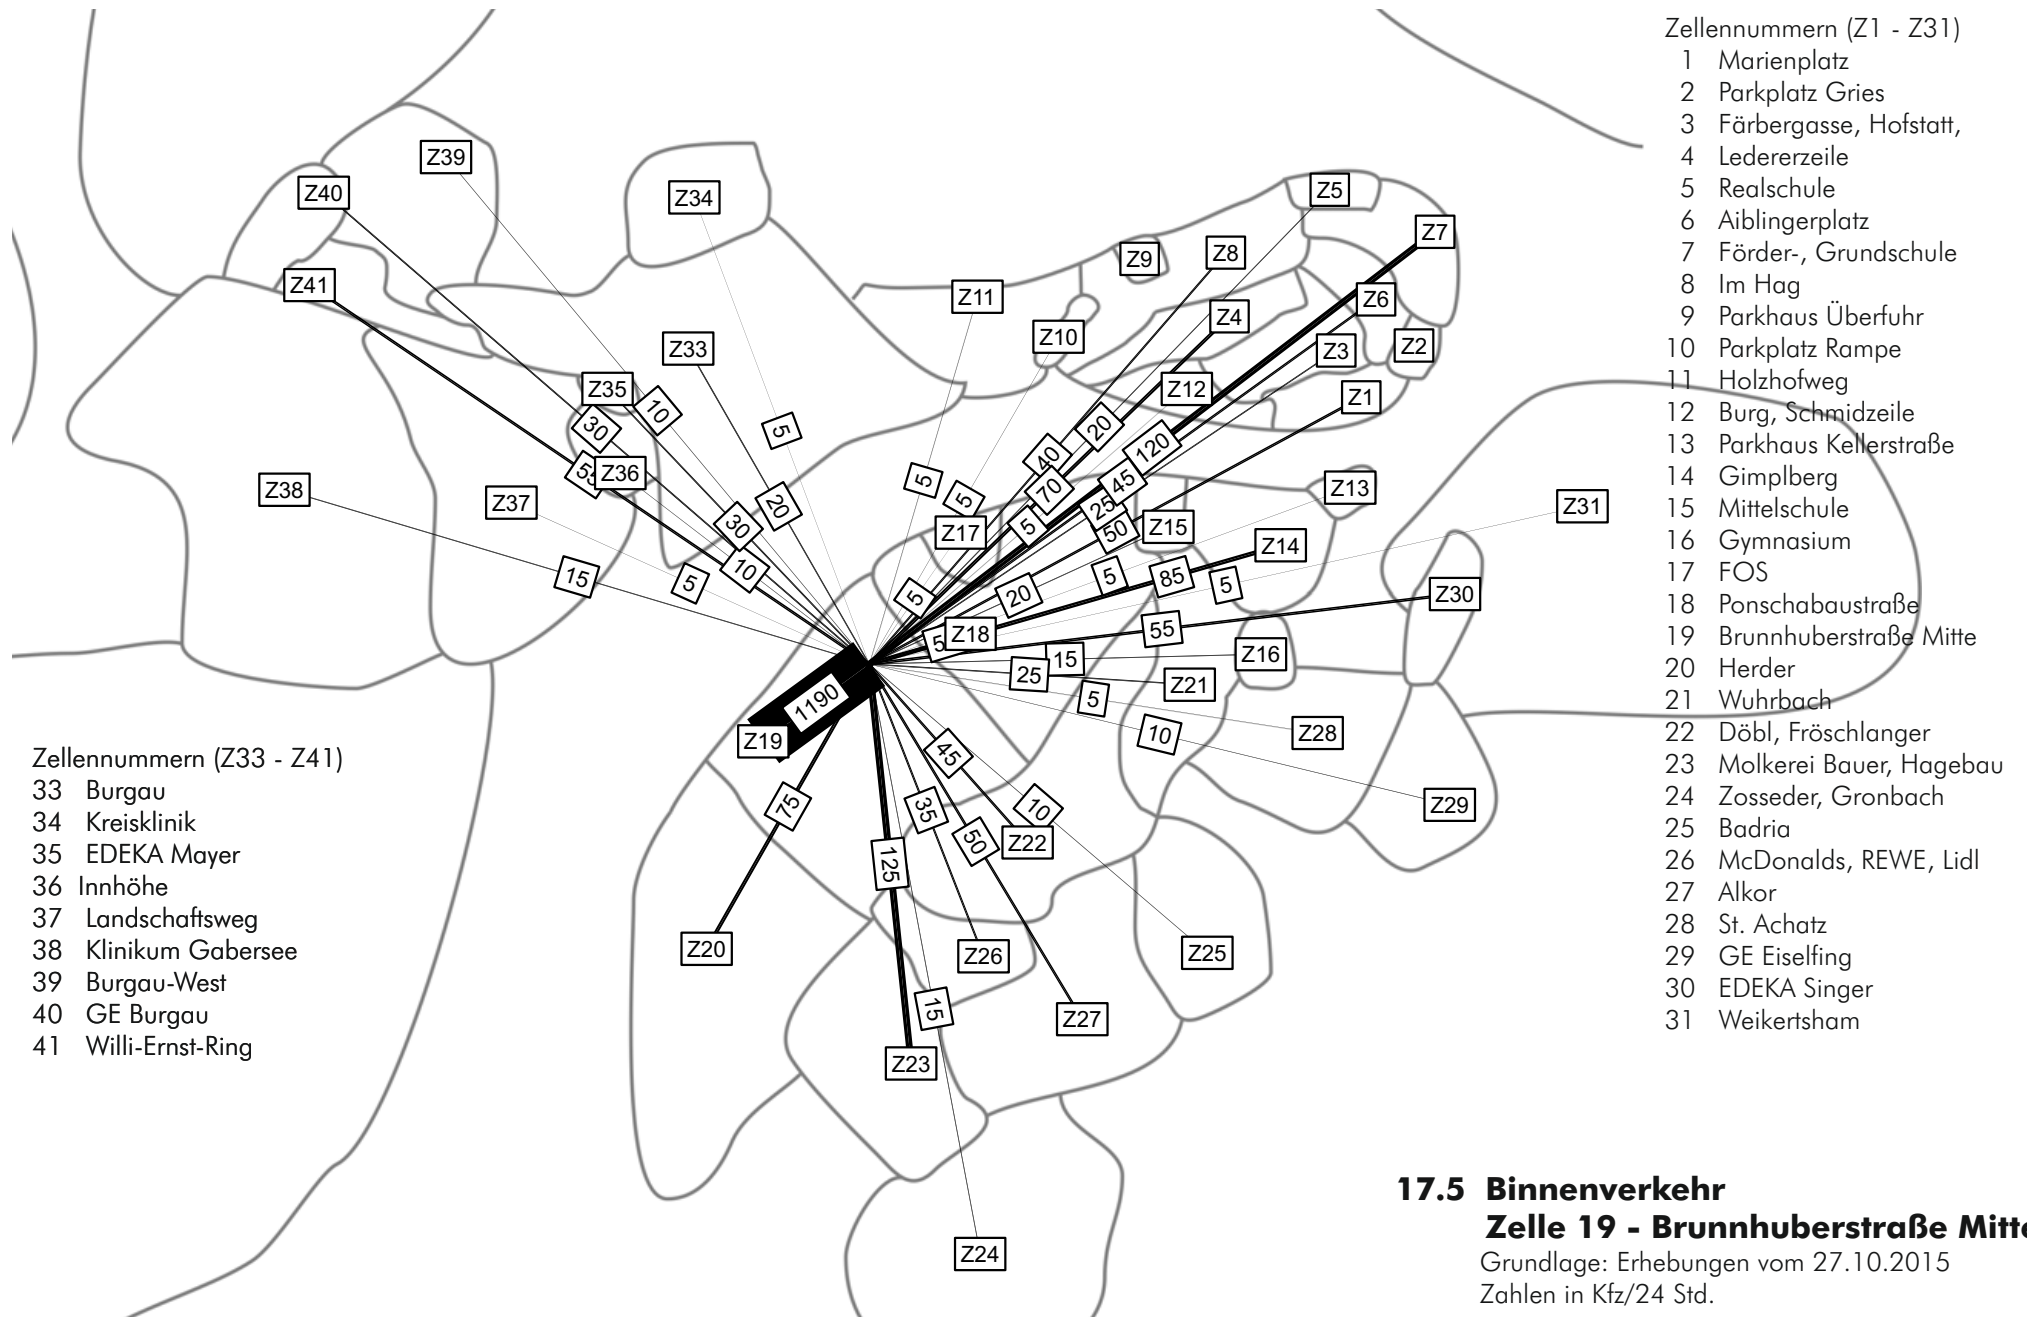 Zellennummern (Z1 - Z31)
1 Marienplatz
2 Parkplatz Gries
3 Färbergasse, Hofstatt,
4 Ledererzeile
5 Realschule
6 Aiblingerplatz
7 Förder-, Grundschule
8 Im Hag
9 Parkhaus Überfuhr
10 Parkplatz Rampe
11 Holzhofweg
12 Burg, Schmidzeile
13 Parkhaus Kellerstraße
14 Gimplberg
15 Mittelschule
16 Gymnasium
17 FOS
18 Ponschabaustraße
19 Brunnhuberstraße Mitte
20 Herder
21 Wuhrbach
22 Döbl, Fröschlanger
23 Molkerei Bauer, Hagebau
24 Zosseder, Gronbach
25 Badria
26 McDonalds, REWE, Lidl
27 Alkor
28 St. Achatz
29 GE Eiselfing
30 EDEKA Singer
31 Weikertsham
Zellennummern (Z33 - Z41)
33 Burgau
34 Kreisklinik
35 EDEKA Mayer
36 Innhöhe
37 Landschaftsweg
38 Klinikum Gabersee
39 Burgau-West
40 GE Burgau
41 Willi-Ernst-Ring
Z39
Z40
Z34
Z5
Z7
Z8
Z9
Z41
Z11
Z6
Z4
Z10
Z33
Z3
Z2
Z35
Z12
Z1
10
30
5
20
120
40
55
Z36
Z38
Z37
5
5
70
45
Z13
Z31
20
30
25
5
Z17
50
Z15
Z14
15
5
10
5
85
5
20
5
Z30
5
Z18
55
15
25
Z16
Z21
5
1190
Z19
10
Z28
45
75
35
10
Z29
50
Z22
125
Z20
Z26
Z25
15
Z27
Z23
Z24
17.5 Binnenverkehr
Zelle 19 - Brunnhuberstraße Mitte
Grundlage: Erhebungen vom 27.10.2015
Zahlen in Kfz/24 Std.